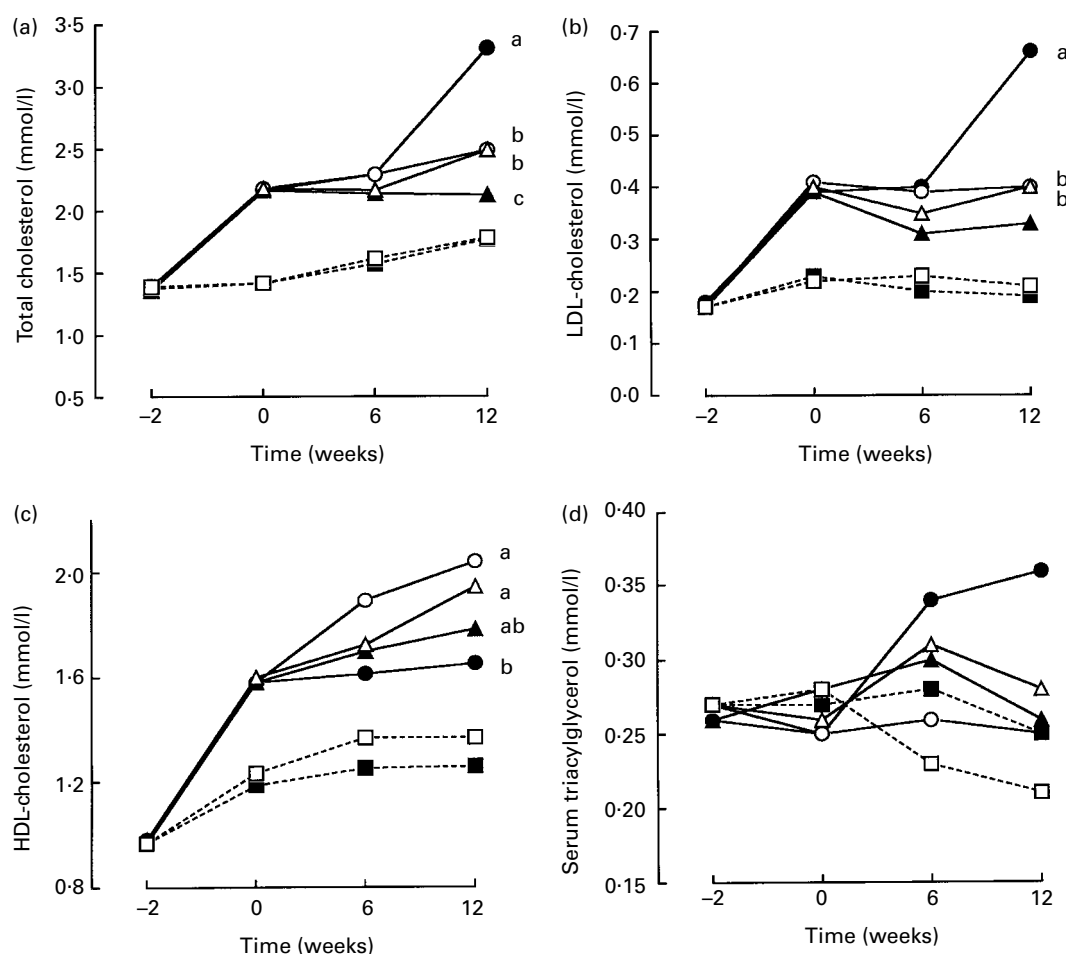 (a)
Total cholesterol (mmol/l)
3·5
3·0
2·5
2·0
1·5
1·0
0·5
a
b
b
c
–2 0 6 12
Time (weeks)
(b)
LDL-cholesterol (mmol/l)
0·7
0·6
0·5
0·4
0·3
0·2
0·1
0·0
a
b
b
–2 0 6 12
Time (weeks)
(c)
HDL-cholesterol (mmol/l)
2·0
1·6
1·2
0·8
a
a
ab
b
–2 0 6 12
Time (weeks)
(d)
Serum triacylglycerol (mmol/l)
0·40
0·35
0·30
0·25
0·20
0·15
–2 0 6 12
Time (weeks)